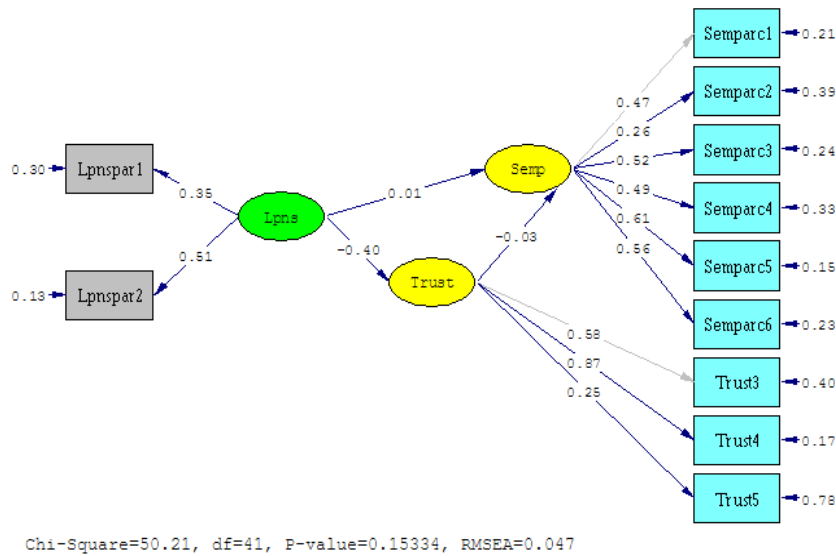 Semparc1
0.21
Semparc2
0.39
0.47
0.26
Semparc3
0.24
0.30
Lpnspar1
Semp
0.52
0.49
Semparc4
0.33
0.35
Lpns
0.01
0.61
0.56
0.51
-0.40
-0.03
Semparc5
0.15
0.13
Lpnspar2
Trust
Semparc6
0.23
0.58
0.87
0.25
Trust3
0.40
Trust4
0.17
Trust5
0.78
Chi-Square=50.21, df=41, P-value=0.15334, RMSEA=0.047